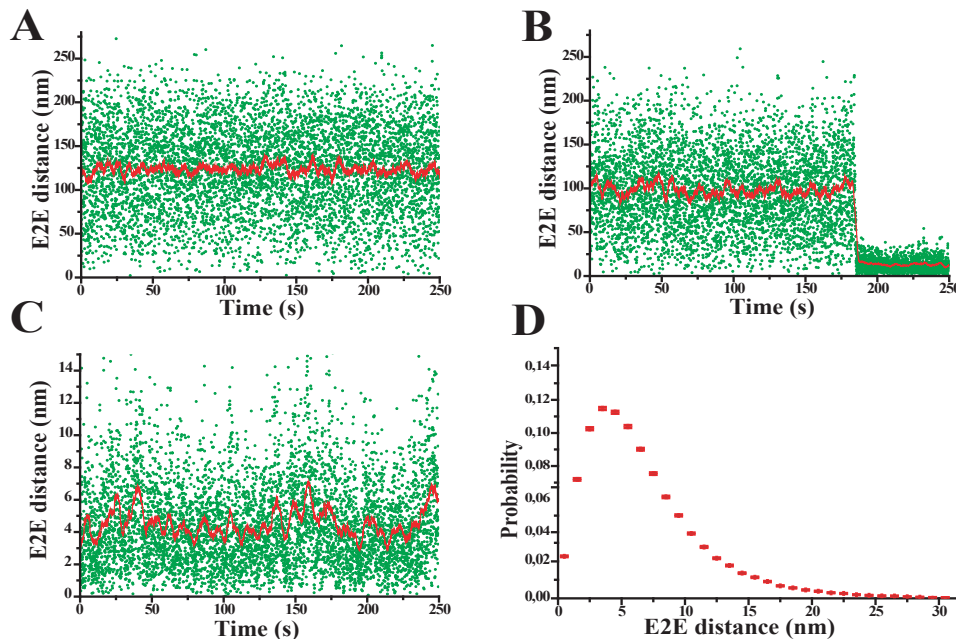 A
E2E distance (nm)
250
200
150
100
50
0
0 50 100 150 200 250
Time (s)
B
E2E distance (nm)
250
200
150
100
50
0
0 50 100 150 200 250
Time (s)
C
E2E distance (nm)
14
12
10
8
6
4
2
0
0 50 100 150 200 250
Time (s)
D
Probability
0,14
0,12
0,10
0,08
0,06
0,04
0,02
0,00
0 5 10 15 20 25 30
E2E distance (nm)